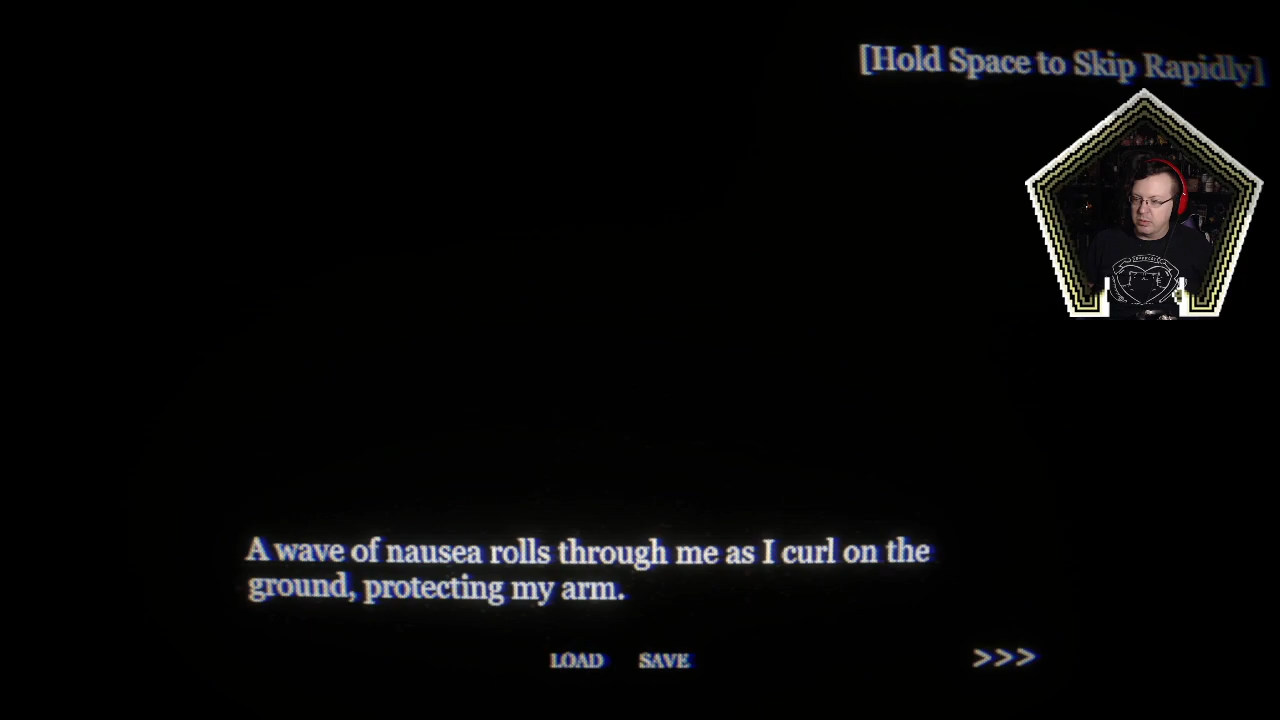 [Hold Space to Skip Rapidly]
A wave of nausea rolls through me as I curl on the
ground, protecting my arm.
LOAD SAVE >>>